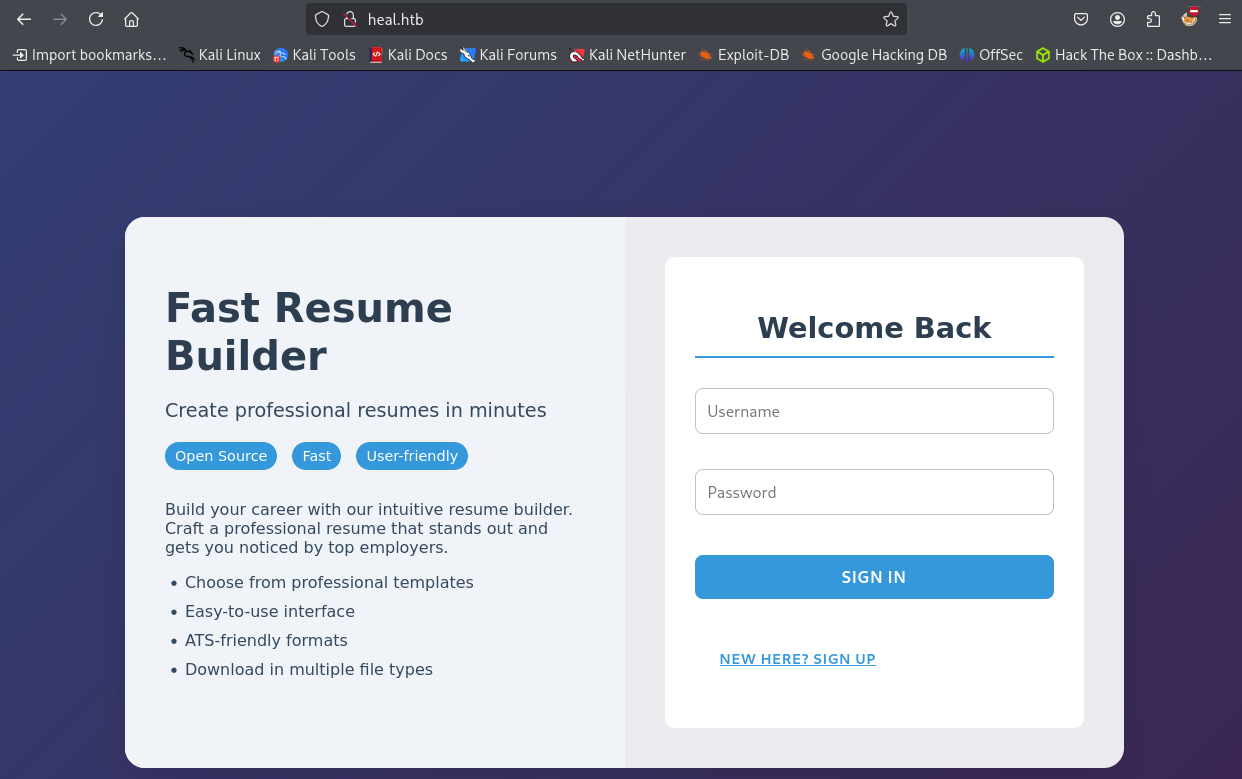 heal.htb
Import bookmarks… Kali Linux Kali Tools Kali Docs Kali Forums Kali NetHunter Exploit-DB Google Hacking DB OffSec Hack The Box :: Dashb…
Fast Resume
Builder
Create professional resumes in minutes
Open Source Fast User-friendly
Build your career with our intuitive resume builder.
Craft a professional resume that stands out and
gets you noticed by top employers.
• Choose from professional templates
• Easy-to-use interface
• ATS-friendly formats
• Download in multiple file types
Welcome Back
Username
Password
SIGN IN
NEW HERE? SIGN UP